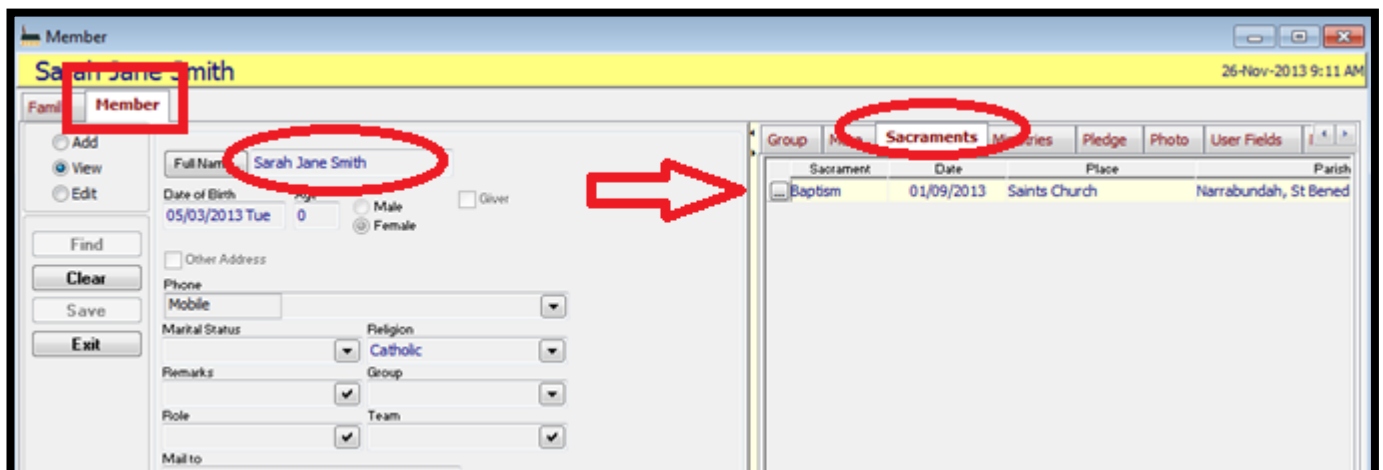 Member
Sarah Jane Smith
26-Nov-2013 9:11 AM
Member
Add
View
Edit
Find
Clear
Save
Exit
Full Name
Sarah Jane Smith
Date of Birth
Age
05/03/2013 Tue
0
Male
Female
Giver
Other Address
Phone
Mobile
Marital Status
Religion
Catholic
Remarks
Group
Role
Team
Mail to
Group
Sacraments
Pledge
Photo
User Fields
Sacrament
Date
Place
Parish
...
Baptism
01/09/2013
Saints Church
Narrabundah, St Bened